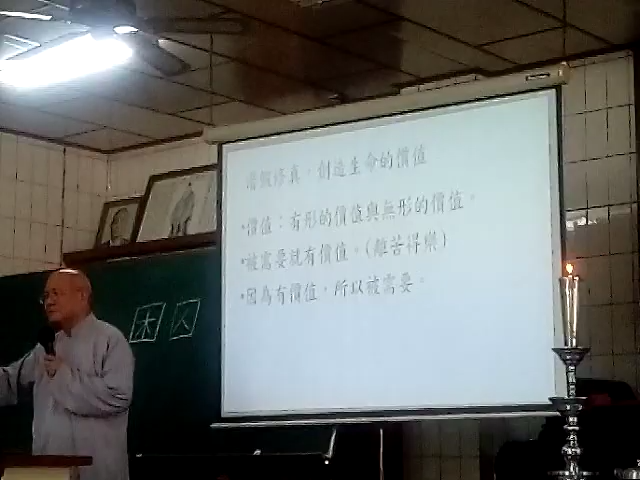 借假修真，創造生命的價值
•價值：有形的價值與無形的價值。
•被需要就有價值。(離苦得樂)
•因為有價值，所以被需要。
困 囚